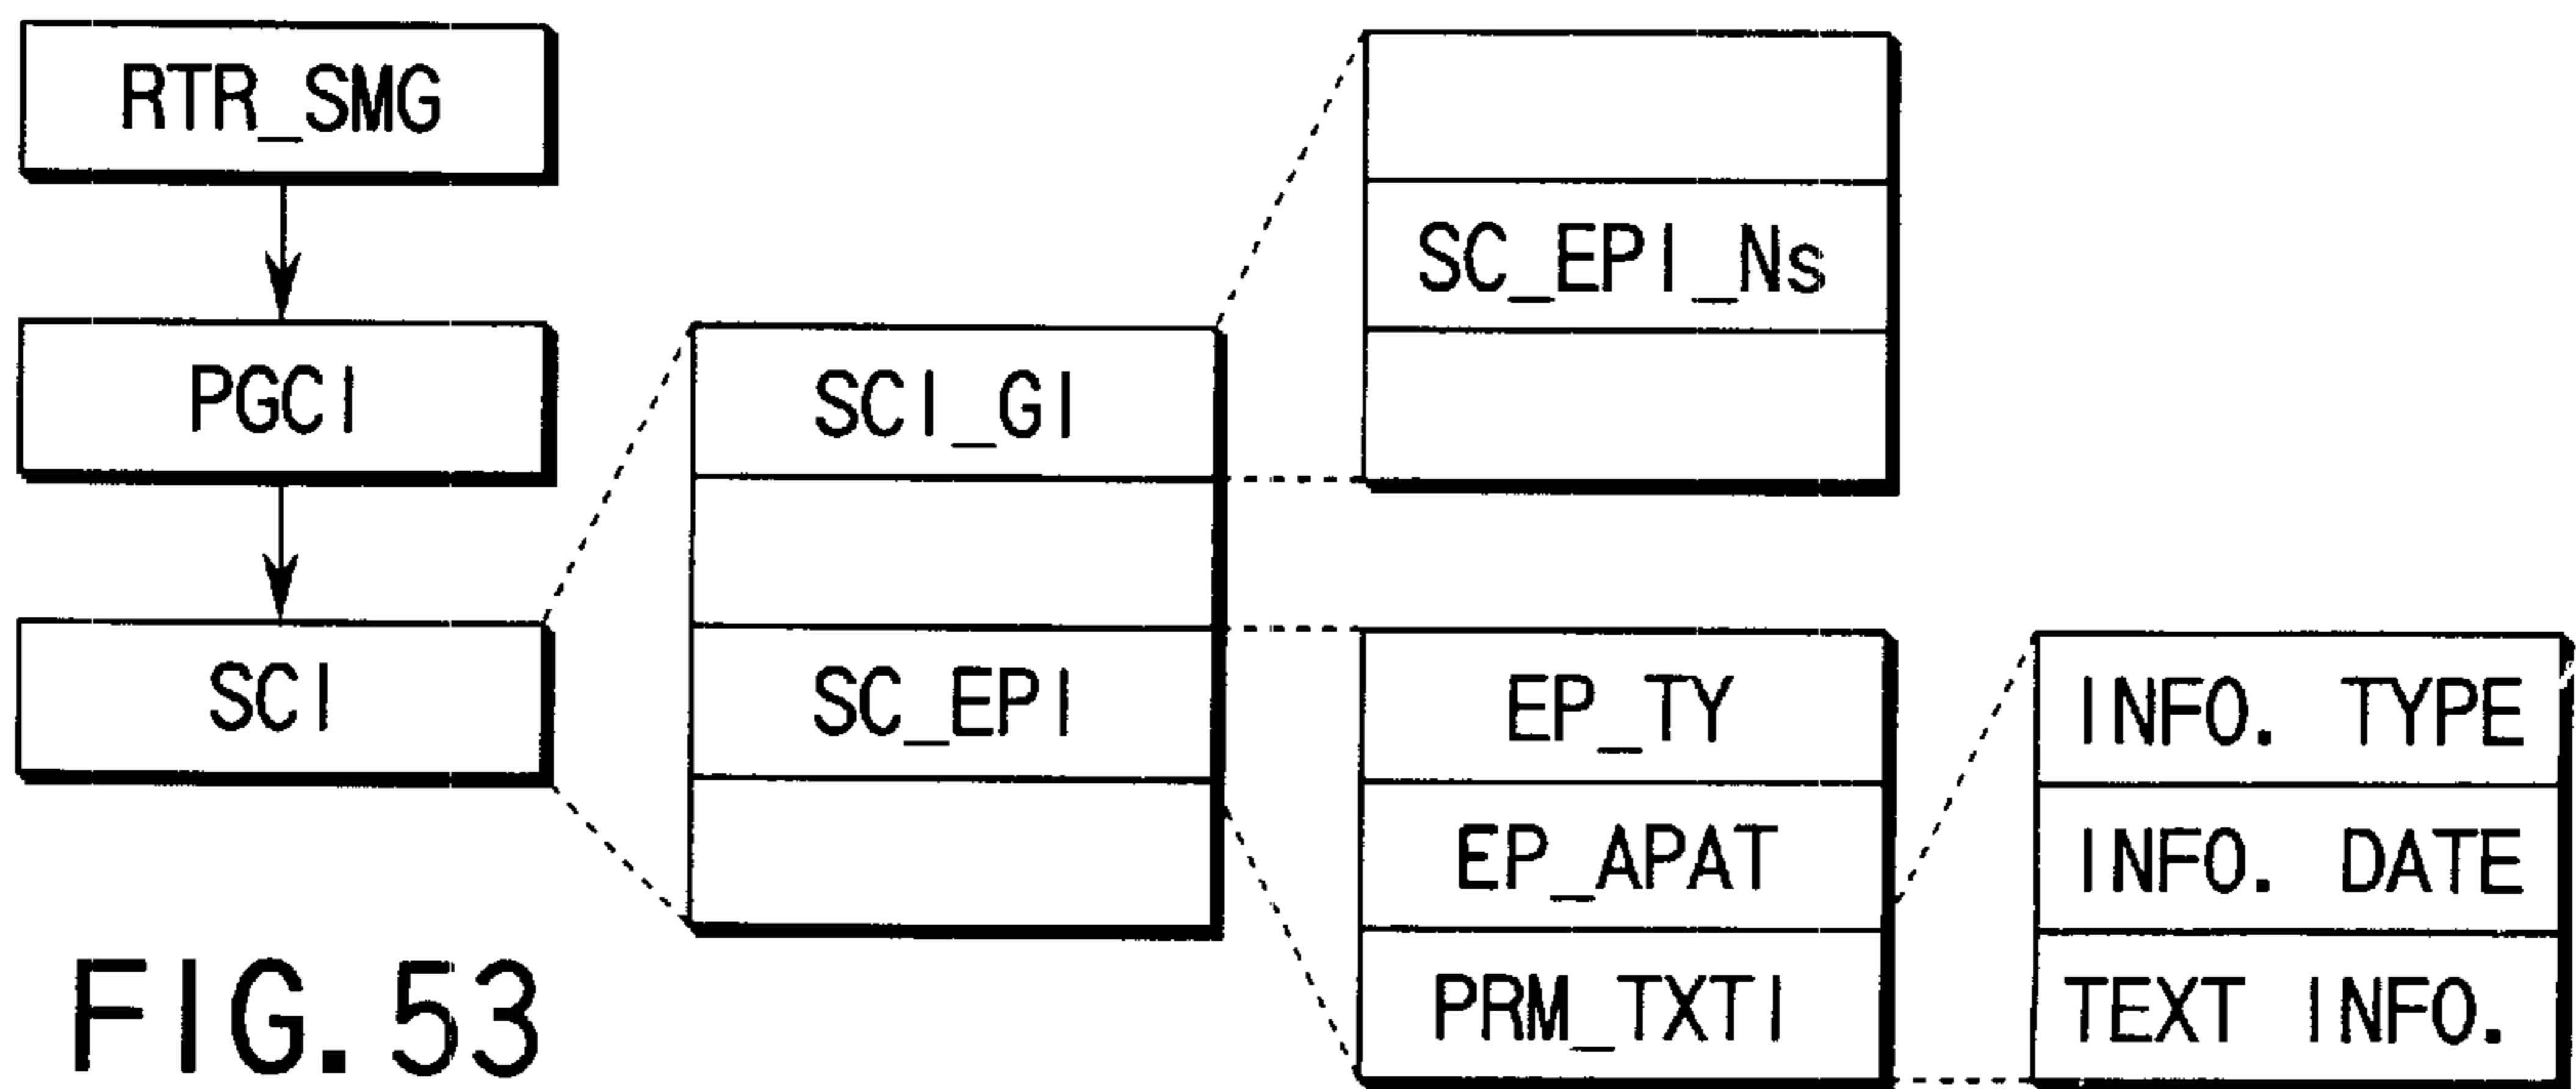 RTR_SMG
PGCI
SCI
SCI_GI
SC_EPI
SC_EPI_Ns
EP_TY
EP_APAT
PRM_TXTI
INFO. TYPE
INFO. DATE
TEXT INFO.
FIG. 53